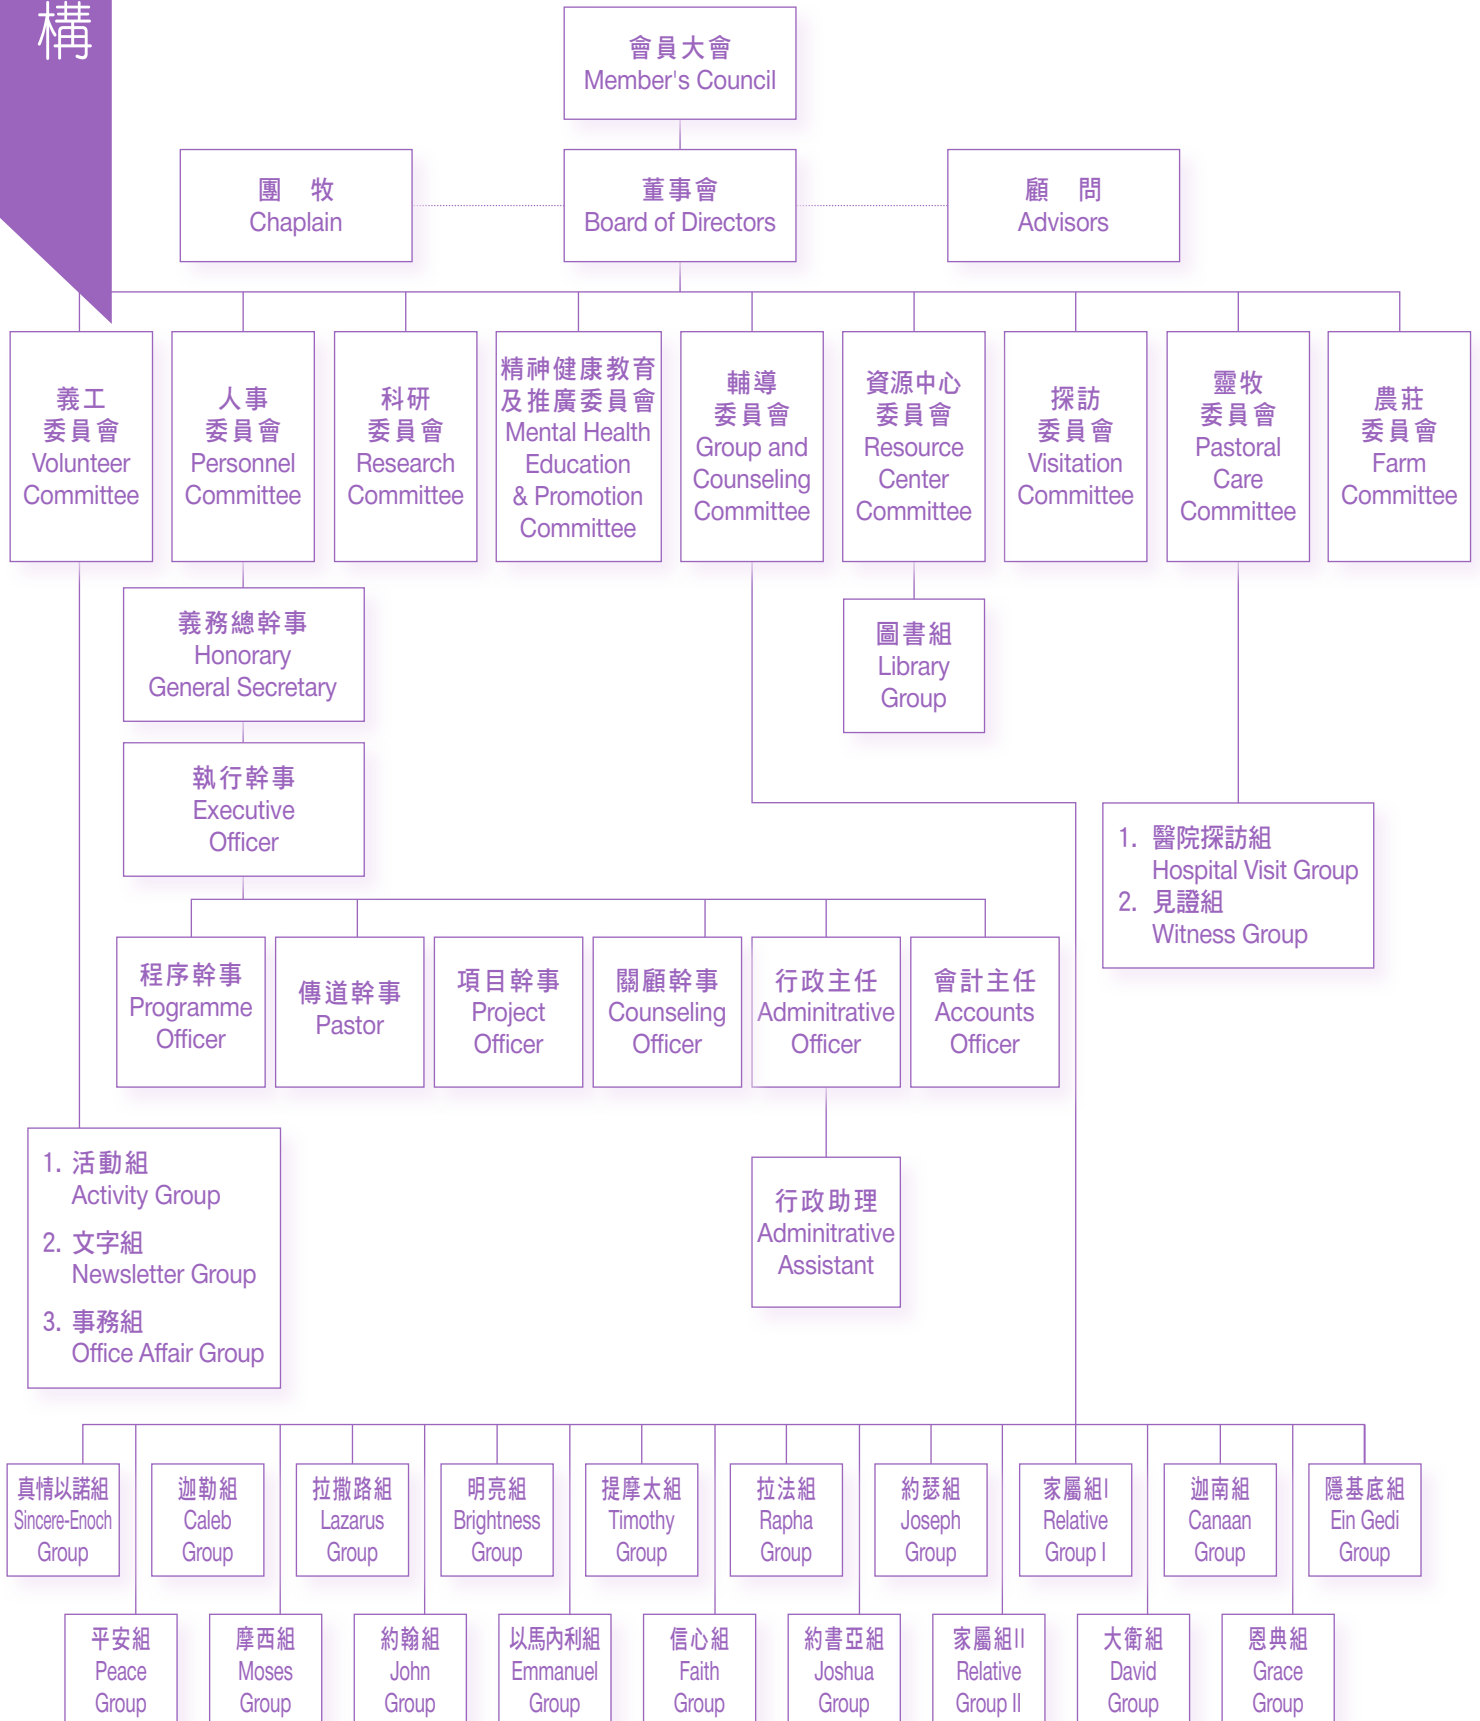 構
會員大會
Member's Council
團　牧
Chaplain
董事會
Board of Directors
顧　問
Advisors
義工
委員會
Volunteer
Committee
人事
委員會
Personnel
Committee
科研
委員會
Research
Committee
精神健康教育
及推廣委員會
Mental Health
Education
& Promotion
Committee
輔導
委員會
Group and
Counseling
Committee
資源中心
委員會
Resource
Center
Committee
探訪
委員會
Visitation
Committee
靈牧
委員會
Pastoral
Care
Committee
農莊
委員會
Farm
Committee
義務總幹事
Honorary
General Secretary
圖書組
Library
Group
執行幹事
Executive
Officer
1. 醫院探訪組
Hospital Visit Group
2. 見證組
Witness Group
程序幹事
Programme
Officer
傳道幹事
Pastor
項目幹事
Project
Officer
關顧幹事
Counseling
Officer
行政主任
Adminitrative
Officer
會計主任
Accounts
Officer
1. 活動組
Activity Group
2. 文字組
Newsletter Group
3. 事務組
Office Affair Group
行政助理
Adminitrative
Assistant
真情以諾組
Sincere-Enoch
Group
迦勒組
Caleb
Group
拉撒路組
Lazarus
Group
明亮組
Brightness
Group
提摩太組
Timothy
Group
拉法組
Rapha
Group
約瑟組
Joseph
Group
家屬組I
Relative
Group I
迦南組
Canaan
Group
隱基底組
Ein Gedi
Group
平安組
Peace
Group
摩西組
Moses
Group
約翰組
John
Group
以馬內利組
Emmanuel
Group
信心組
Faith
Group
約書亞組
Joshua
Group
家屬組II
Relative
Group II
大衛組
David
Group
恩典組
Grace
Group